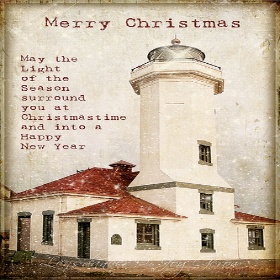 Merry Christmas
May the
Light
of the
Season
surround
you at
Christmastime
and into a
Happy
New Year